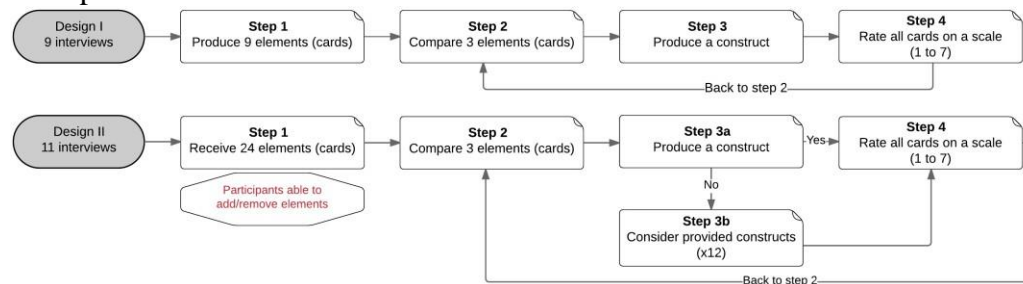 Design I
9 interviews
Step 1
Produce 9 elements (cards)
Step 2
Compare 3 elements (cards)
Step 3
Produce a construct
Step 4
Rate all cards on a scale
(1 to 7)
Back to step 2
Design II
11 interviews
Step 1
Receive 24 elements (cards)
Participants able to
add/remove elements
Step 2
Compare 3 elements (cards)
Step 3a
Produce a construct
Yes
No
Step 3b
Consider provided constructs
(x12)
Step 4
Rate all cards on a scale
(1 to 7)
Back to step 2